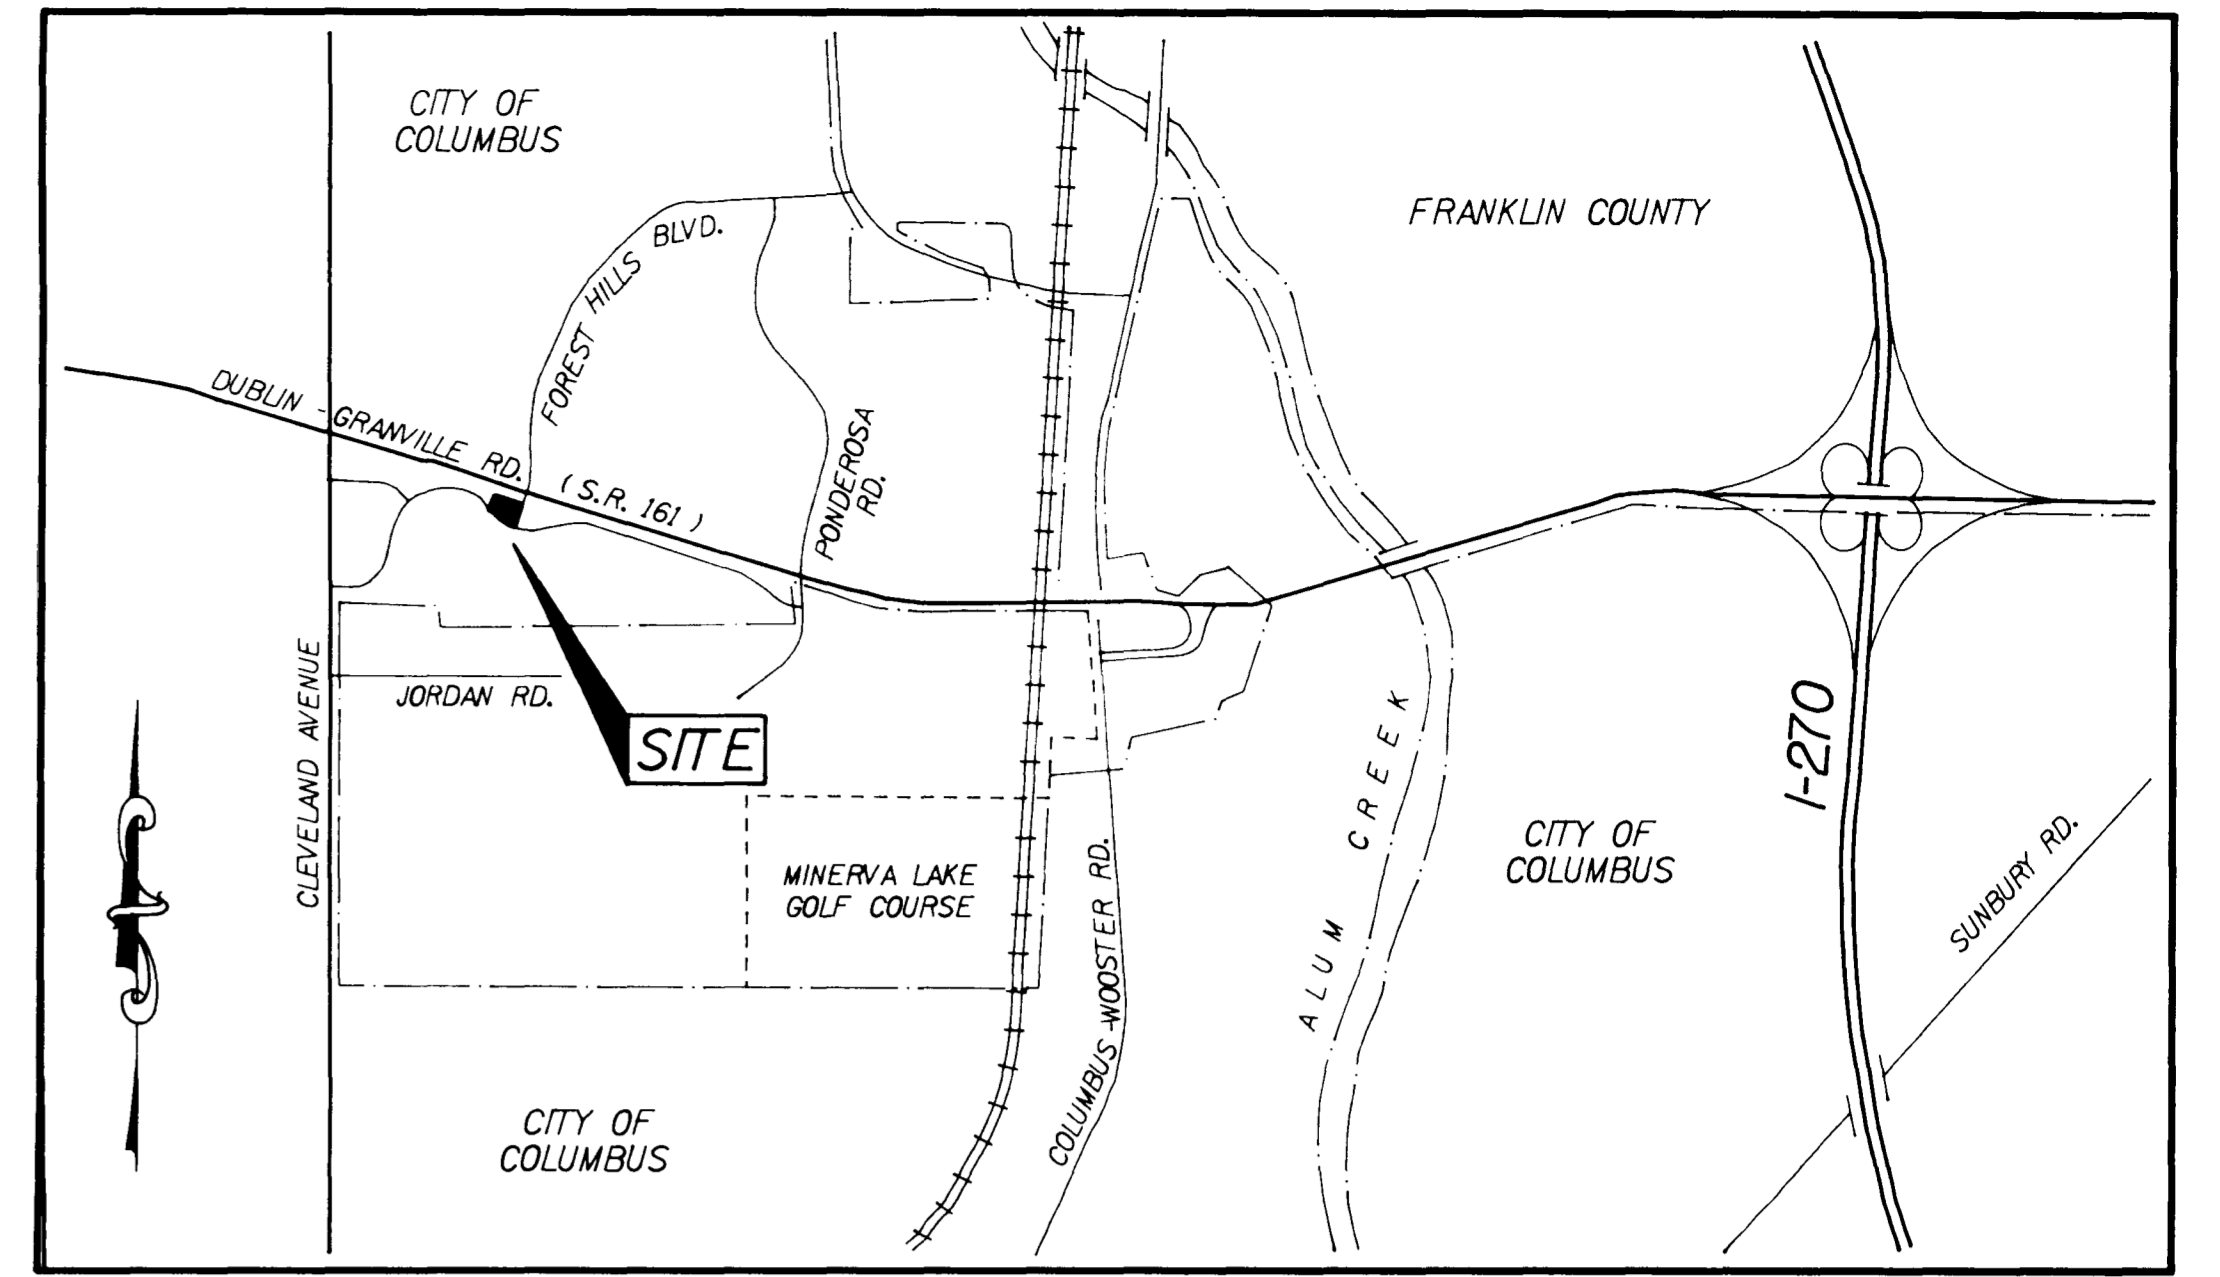 CITY OF
COLUMBUS
FRANKLIN COUNTY
FOREST HILLS BLVD.
DUBLIN - GRANVILLE RD. (S.R. 161)
PONDEROSA
RD.
CLEVELAND AVENUE
JORDAN RD.
SITE
I-270
ALUM CREEK
CITY OF
COLUMBUS
SUNBURY RD.
MINERVA LAKE
GOLF COURSE
COLUMBUS-WOOSTER RD.
CITY OF
COLUMBUS